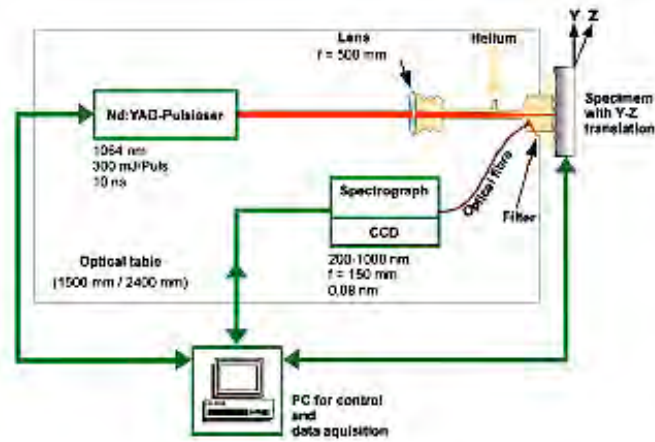 Y Z
Lens
f = 500 mm
Helium
Specimem
with Y-Z
translation
Nd:YAG-Pulslaser
1064 nm
300 mJ/Puls
10 ns
Optical fibre
Filter
Spectrograph
CCD
200-1000 nm
f = 150 mm
0,08 nm
Optical table
(1500 mm / 2400 mm)
PC for control
and
data aquisition